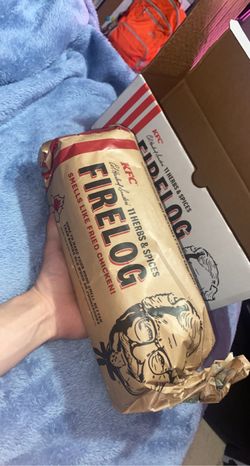 KFC
11 HERBS & SPICES
FIRELOG
SMELLS LIKE FRIED CHICKEN!
KFC
11 HERBS & SPICES
FIRELOG